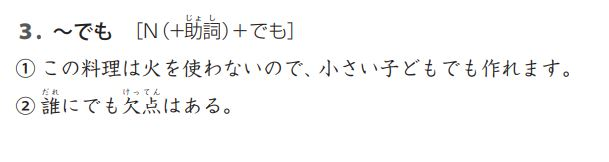 3. ～でも [N(+助詞)+でも]
① この料理は火を使わないので、小さい子どもでも作れます。
② 誰にでも欠点はある。